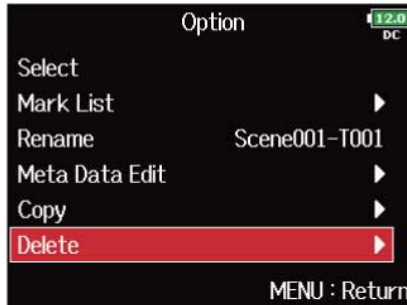 Option
12.0
DC
Select
Mark List
Rename Scene001-T001
Meta Data Edit
Copy
Delete
MENU : Return